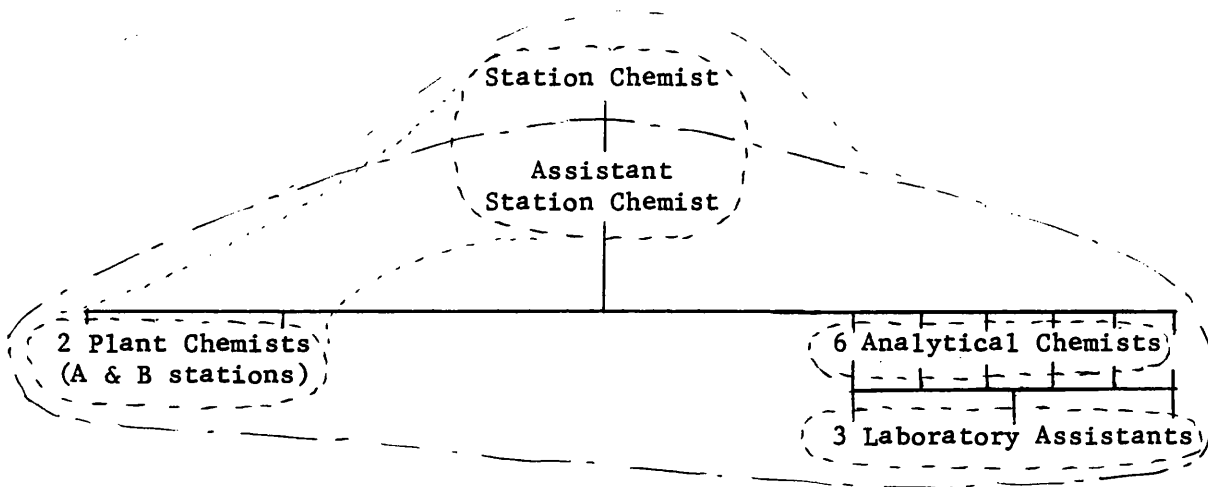 Station Chemist
Assistant
Station Chemist
2 Plant Chemists
(A & B stations)
6 Analytical Chemists
3 Laboratory Assistants